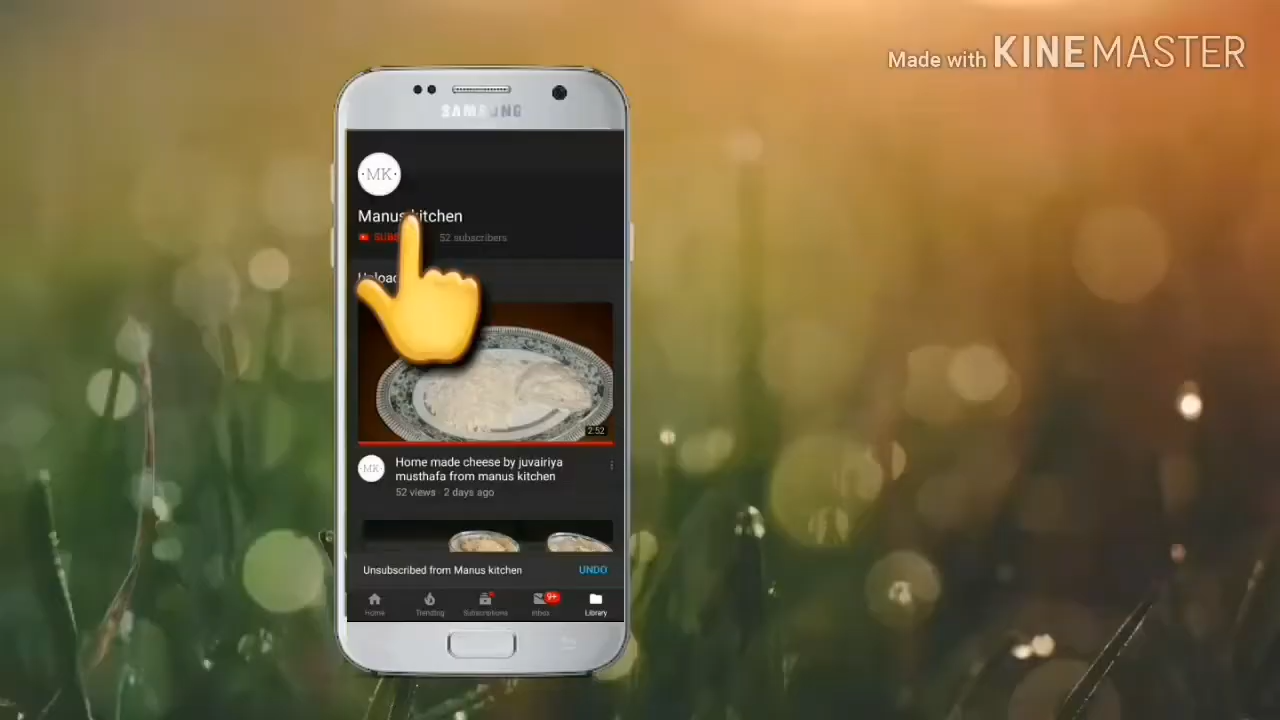 Made with KINEMASTER
SAMSUNG
MK
Manus kitchen
52 subscribers
2:52
MK
Home made cheese by juvairiya
musthafa from manus kitchen
52 views · 2 days ago
Unsubscribed from Manus kitchen UNDO
9+
Home Trending Subscriptions Inbox Library